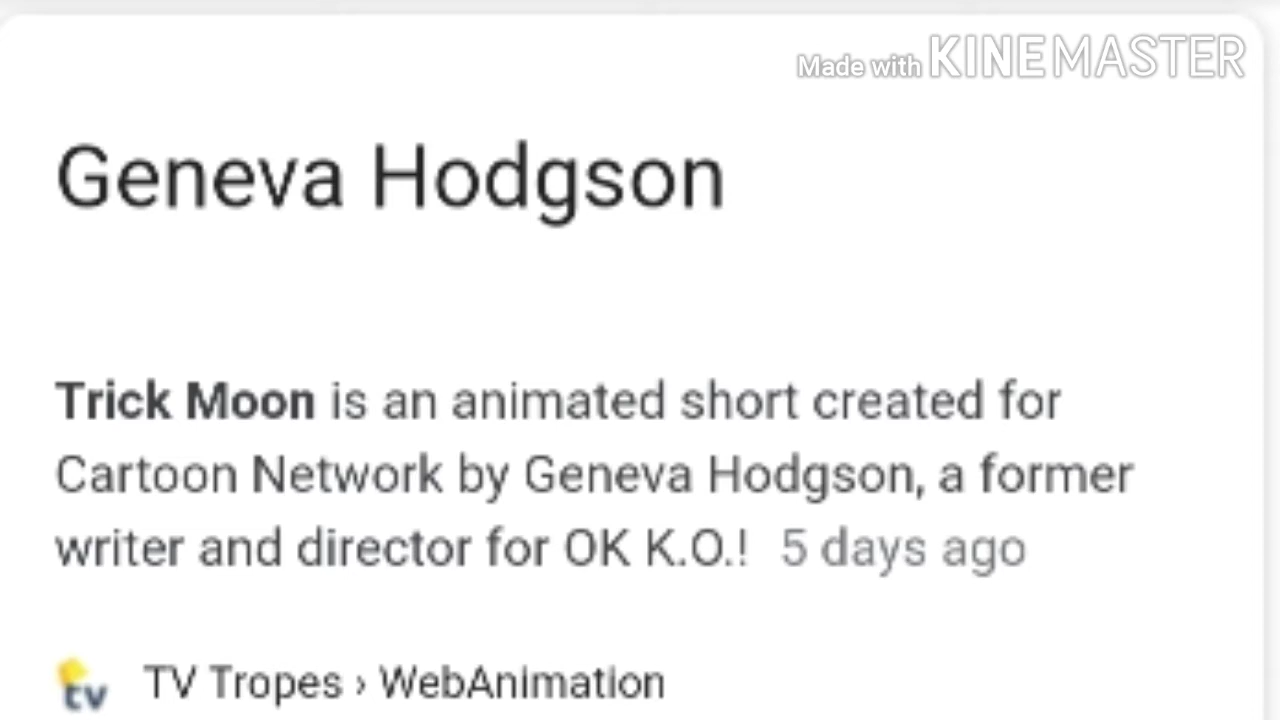 Made with KINEMASTER
Geneva Hodgson
Trick Moon is an animated short created for
Cartoon Network by Geneva Hodgson, a former
writer and director for OK K.O.! 5 days ago
tv TV Tropes › WebAnimation